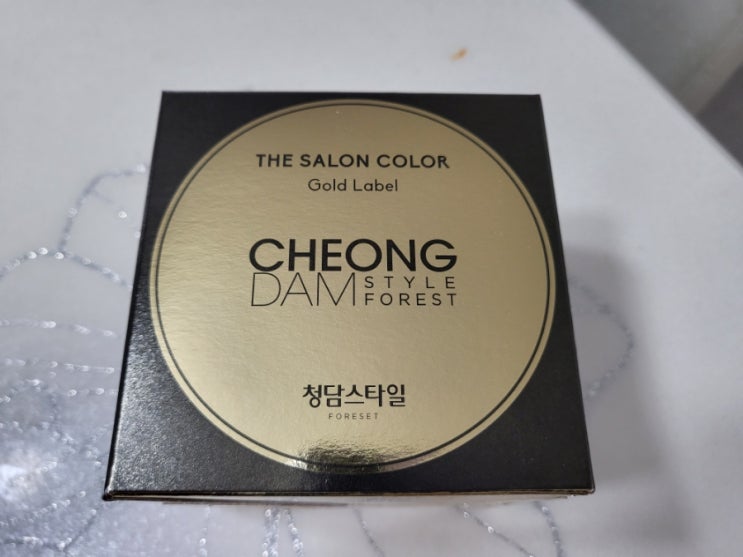 THE SALON COLOR
Gold Label
CHEONG
DAM STYLE
FOREST
청담스타일
FORESET